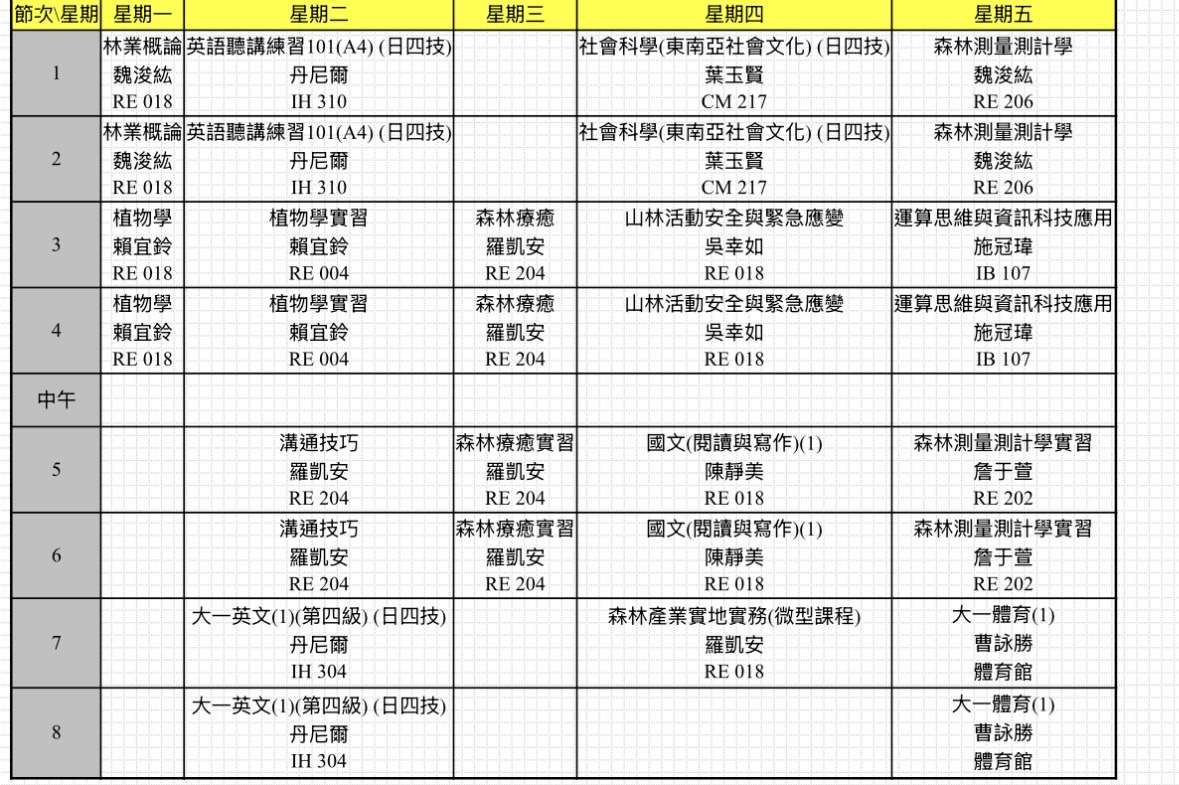 節次\星期 星期一 星期二 星期三 星期四 星期五
林業概論 英語聽講練習101(A4) (日四技) 社會科學(東南亞社會文化) (日四技) 森林測量測計學
1 魏浚紘 丹尼爾 葉玉賢 魏浚紘
RE 018 IH 310 CM 217 RE 206
林業概論 英語聽講練習101(A4) (日四技) 社會科學(東南亞社會文化) (日四技) 森林測量測計學
2 魏浚紘 丹尼爾 葉玉賢 魏浚紘
RE 018 IH 310 CM 217 RE 206
植物學 植物學實習 森林療癒 山林活動安全與緊急應變 運算思維與資訊科技應用
3 賴宜鈴 賴宜鈴 羅凱安 吳幸如 施冠瑋
RE 018 RE 004 RE 204 RE 018 IB 107
植物學 植物學實習 森林療癒 山林活動安全與緊急應變 運算思維與資訊科技應用
4 賴宜鈴 賴宜鈴 羅凱安 吳幸如 施冠瑋
RE 018 RE 004 RE 204 RE 018 IB 107
中午
溝通技巧 森林療癒實習 國文(閱讀與寫作)(1) 森林測量測計學實習
5 羅凱安 羅凱安 陳靜美 詹于萱
RE 204 RE 204 RE 018 RE 202
溝通技巧 森林療癒實習 國文(閱讀與寫作)(1) 森林測量測計學實習
6 羅凱安 羅凱安 陳靜美 詹于萱
RE 204 RE 204 RE 018 RE 202
大一英文(1)(第四級) (日四技) 森林產業實地實務(微型課程) 大一體育(1)
7 丹尼爾 羅凱安 曹詠勝
IH 304 RE 018 體育館
大一英文(1)(第四級) (日四技) 大一體育(1)
8 丹尼爾 曹詠勝
IH 304 體育館